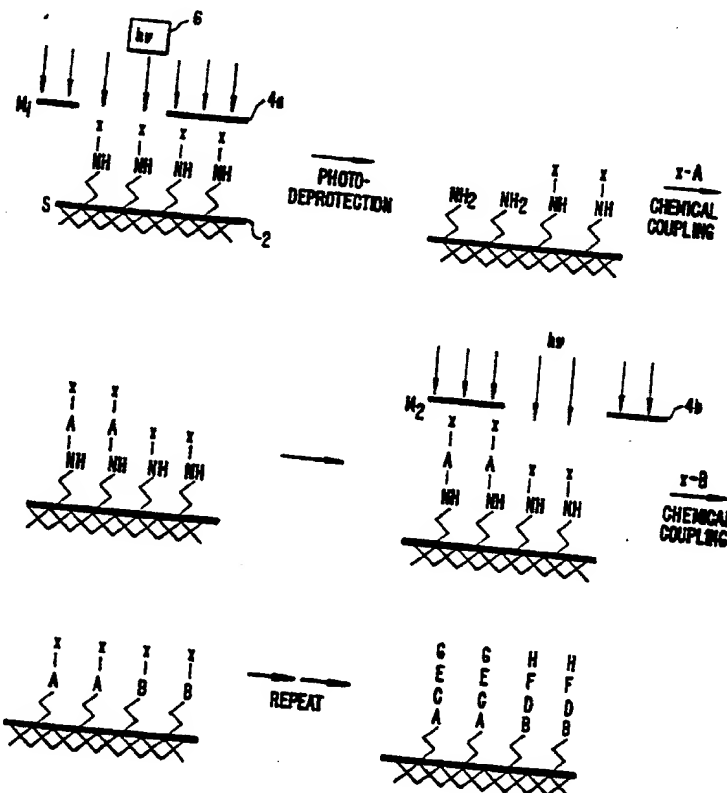 hν
6
M1
4a
x x x x
NH NH NH NH
S
2
PHOTO-
DEPROTECTION
x x
NH2 NH2 NH NH
x-A
CHEMICAL
COUPLING
x x
A A x x
NH NH NH NH
hν
M2
4b
x x
A A x x
NH NH NH NH
x-B
CHEMICAL
COUPLING
x x x x
A A B B
REPEAT
G G H H
E E F F
C C D D
A A B B